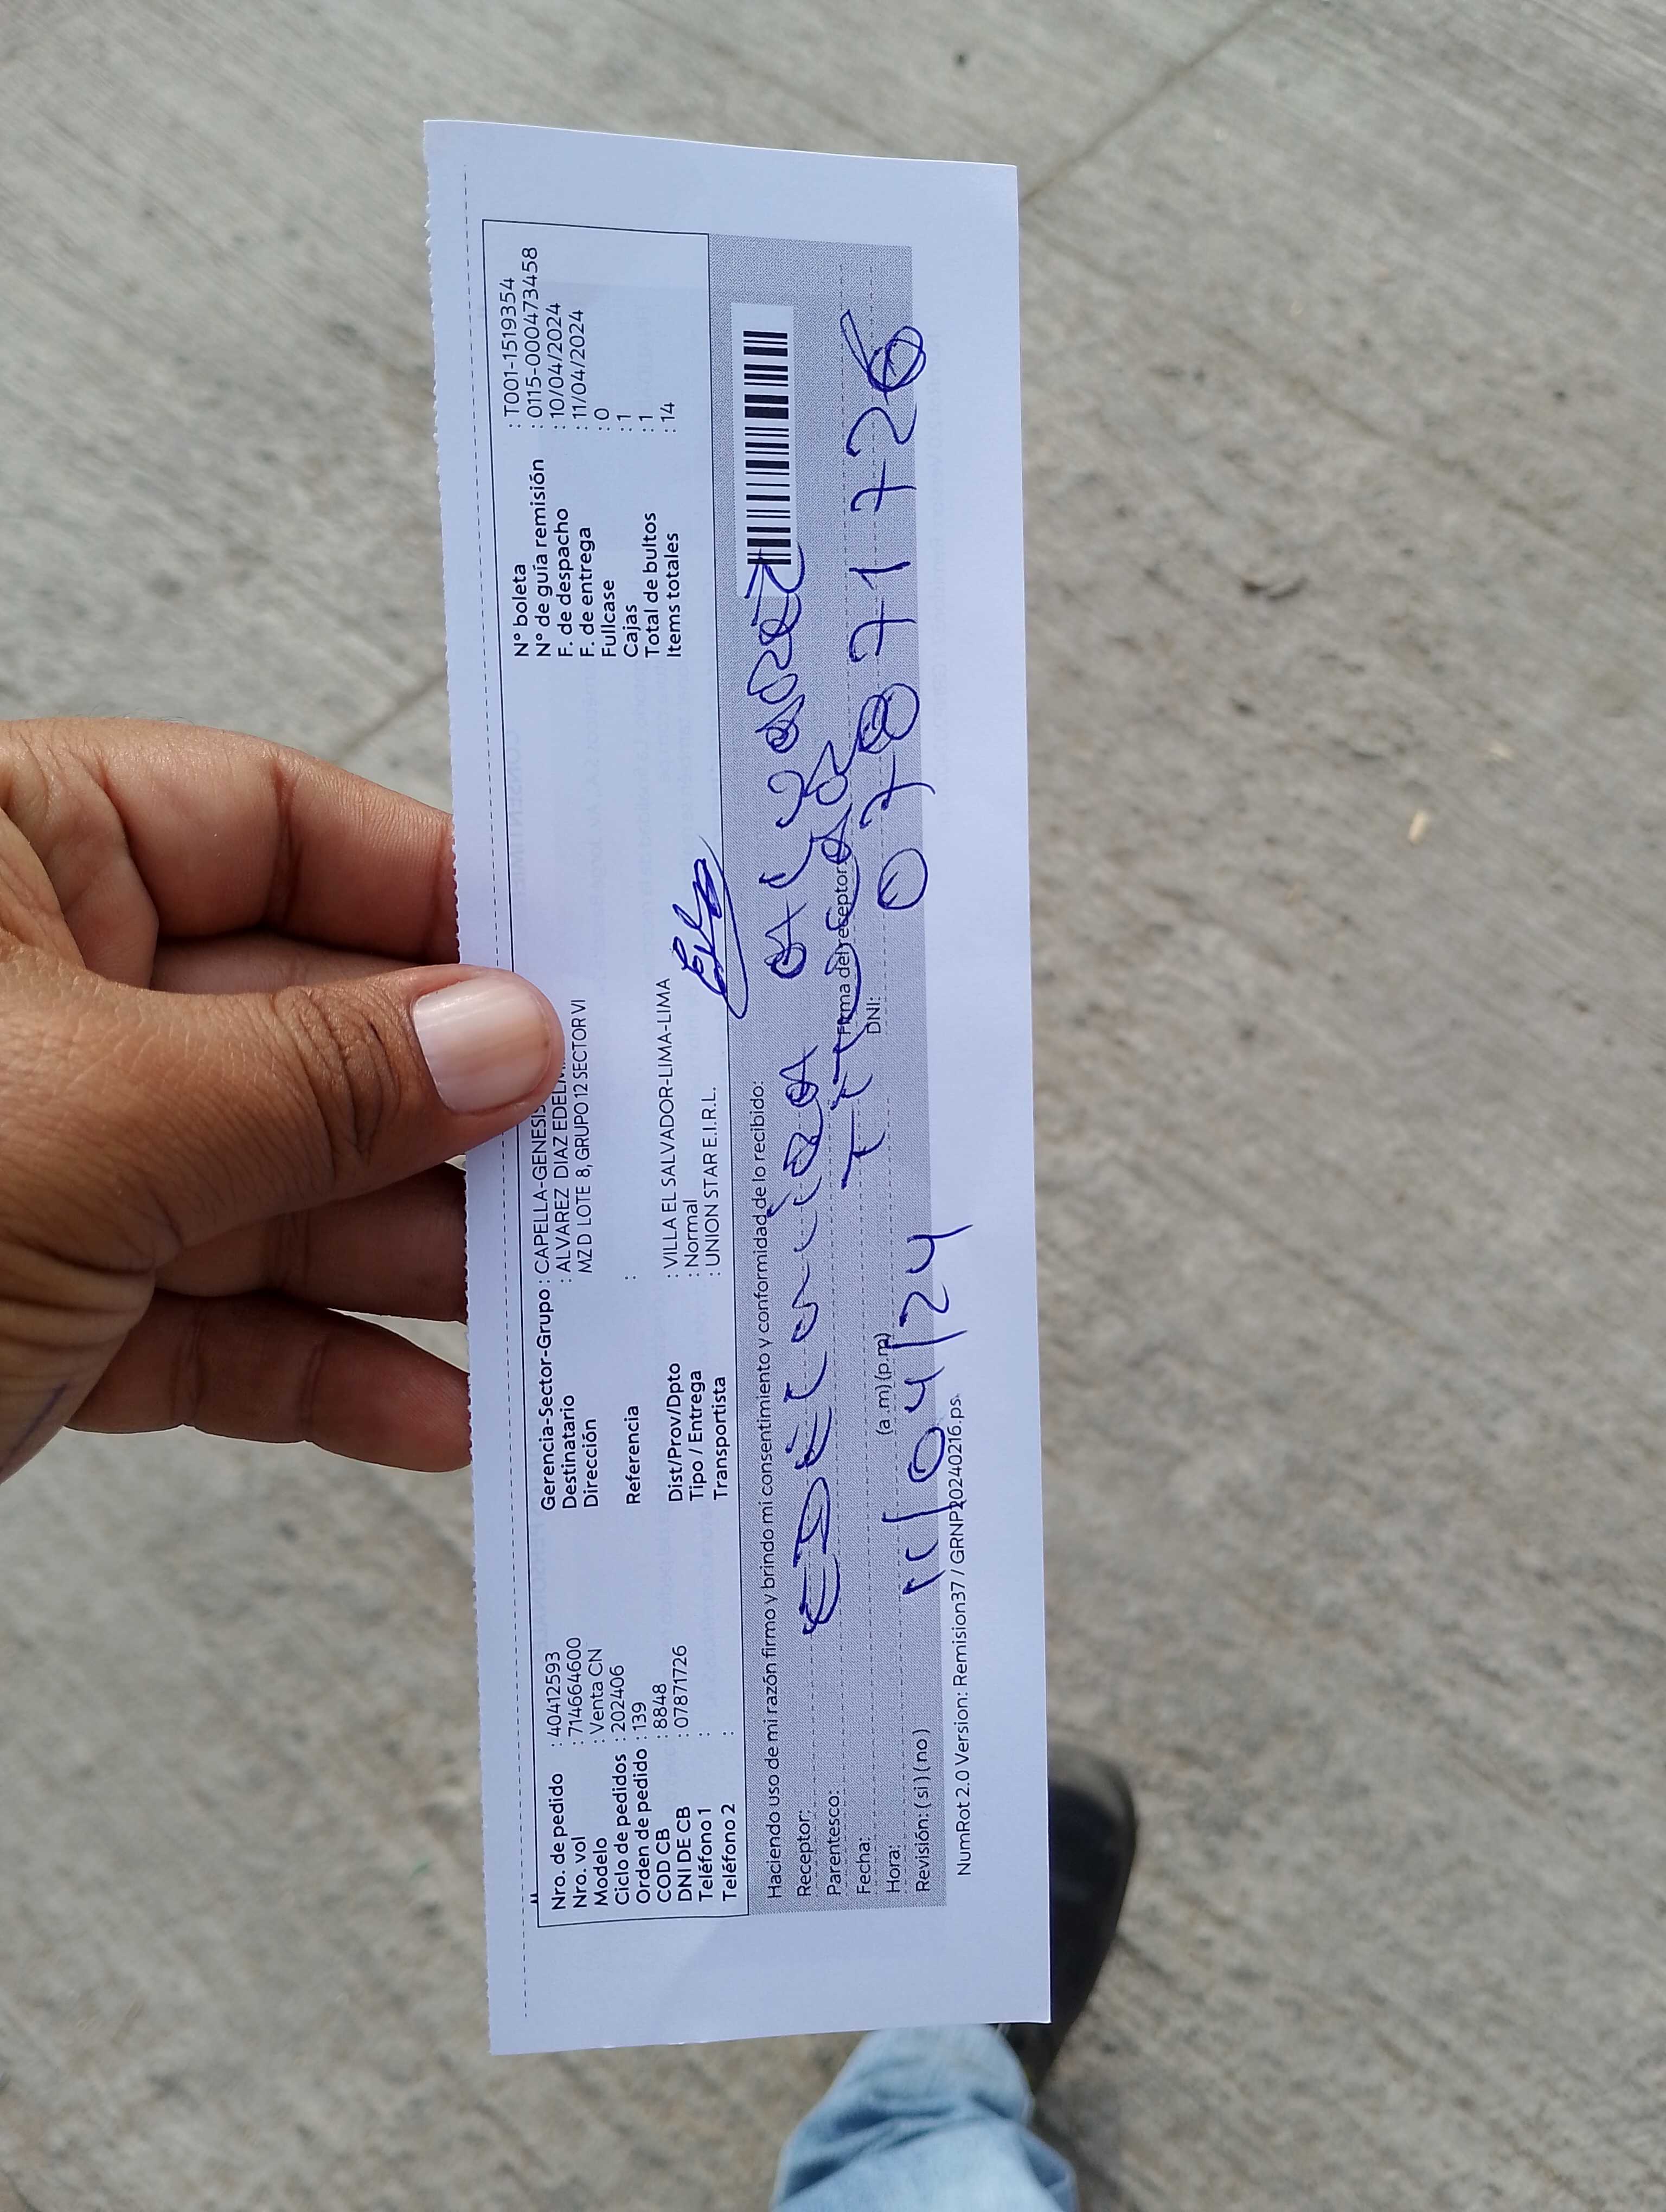 Nro. de pedido : 40412593
Nro. vol : 714664600
Modelo : Venta CN
Ciclo de pedidos : 202406
Orden de pedido : 139
COD CB : 8848
DNI DE CB : 07871726
Teléfono 1 :
Teléfono 2 :
Gerencia-Sector-Grupo : CAPELLA-GENESIS
Destinatario : ALVAREZ DIAZ
Dirección MZ D LOTE 8, GRUPO 12 SECTOR VI
Referencia :
Dist/Prov/Dpto : VILLA EL SALVADOR-LIMA-LIMA
Tipo / Entrega : Normal
Transportista : UNION STAR E.I.R.L.
N° boleta : T001-1519354
N° de guía remisión : 0115-0000473458
F. de despacho : 10/04/2024
F. de entrega : 11/04/2024
Fullcase : 0
Cajas : 1
Total de bultos : 1
Items totales : 14
Haciendo uso de mi razón firmo y brindo mi consentimiento y conformidad de lo recibido:
Receptor:
Parentesco:
Firma del receptor
Fecha:
DNI: 07871726
Hora: (a.m) (p.m)
11/04/24
Revisión: ( si ) ( no )
NumRot 2.0 Version: Remision37 / GRNP20240216.ps.